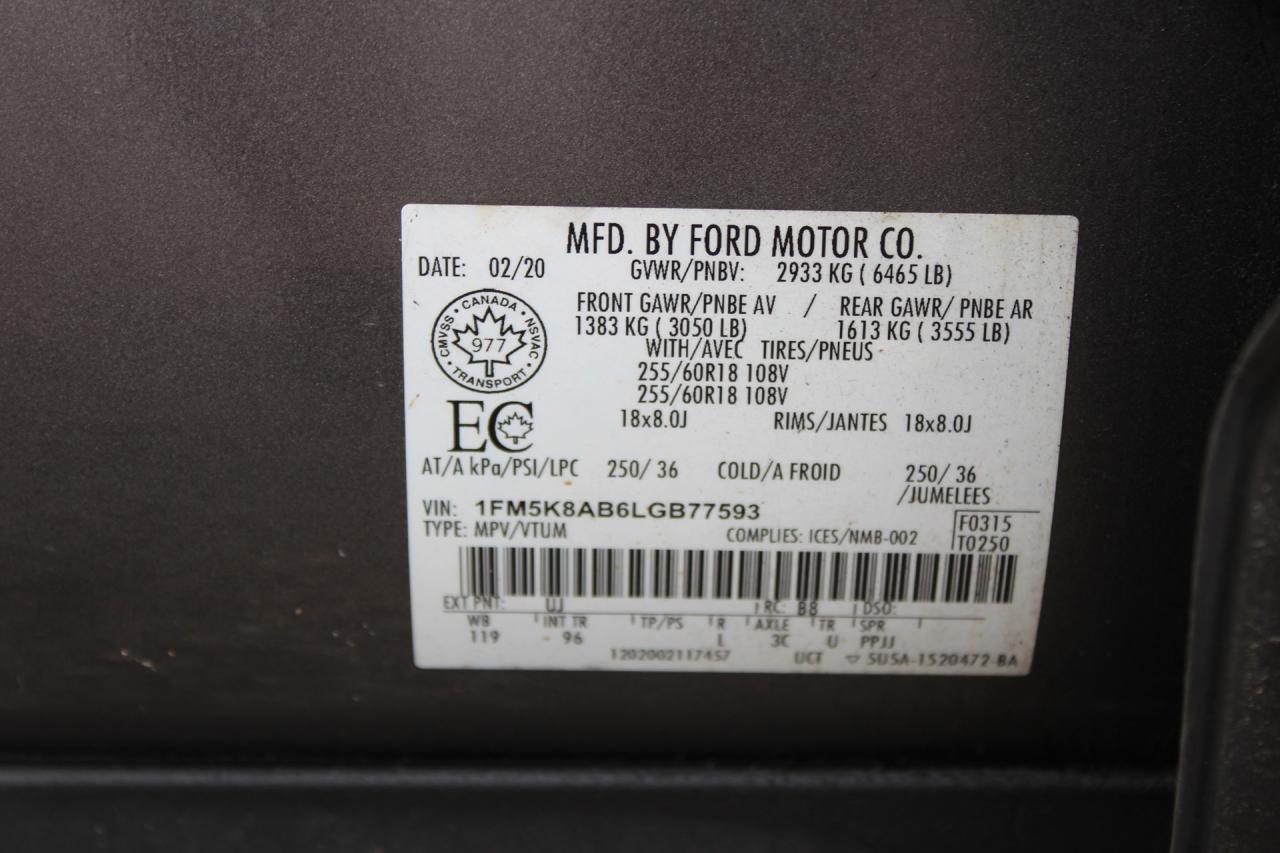 MFD. BY FORD MOTOR CO.
DATE: 02/20 GVWR/PNBV: 2933 KG ( 6465 LB)
FRONT GAWR/PNBE AV / REAR GAWR/ PNBE AR
1383 KG ( 3050 LB) 1613 KG ( 3555 LB)
WITH/AVEC TIRES/PNEUS
255/60R18 108V
255/60R18 108V
18x8.0J RIMS/JANTES 18x8.0J
CANADA
CMVSS 977 NSVAC
TRANSPORT
EC
AT/A kPa/PSI/LPC 250/ 36 COLD/A FROID 250/ 36
/JUMELEES
VIN: 1FM5K8AB6LGB77593
TYPE: MPV/VTUM COMPLIES: ICES/NMB-002
F0315
T0250
EXT PNT: UJ RC: B8 DSO:
WB INT TR TP/PS R AXLE TR SPR
119 96 L 3C U PPJJ
1202002117457 UCT 5U5A-1520472-BA